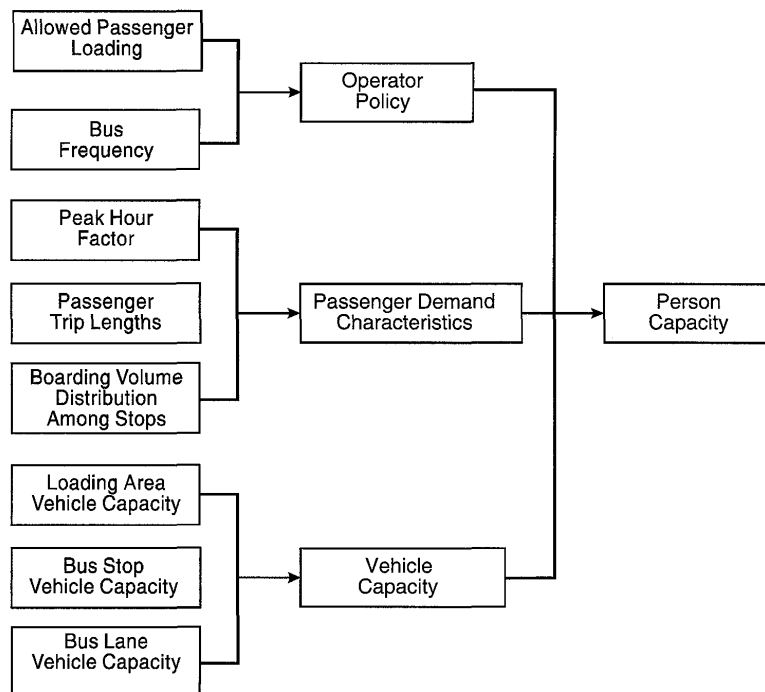 Allowed Passenger
Loading
Operator
Policy
Bus
Frequency
Peak Hour
Factor
Passenger
Trip Lengths
Passenger Demand
Characteristics
Person
Capacity
Boarding Volume
Distribution
Among Stops
Loading Area
Vehicle Capacity
Bus Stop
Vehicle Capacity
Vehicle
Capacity
Bus Lane
Vehicle Capacity